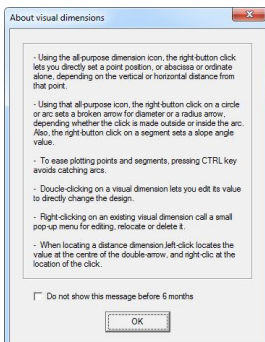 About visual dimensions
- Using the all-purpose dimension icon, the right-button click
lets you directly set a point position, or abscissa or ordinate
alone, depending on the vertical or horizontal distance from
that point.
- Using that all-purpose icon, the right-button click on a circle
or arc sets a broken arrow for diameter or a radius arrow,
depending whether the click is made outside or inside the arc.
Also, the right-button click on a segment sets a slope angle
value.
- To ease plotting points and segments, pressing CTRL key
avoids catching arcs.
- Doucle-clicking on a visual dimension lets you edit its value
to directly change the design.
- Right-clicking on an existing visual dimension call a small
pop-up menu for editing, relocate or delete it.
- When locating a distance dimension,left-click locates the
value at the centre of the double-arrow, and right-clic at the
location of the click.
Do not show this message before 6 months
OK